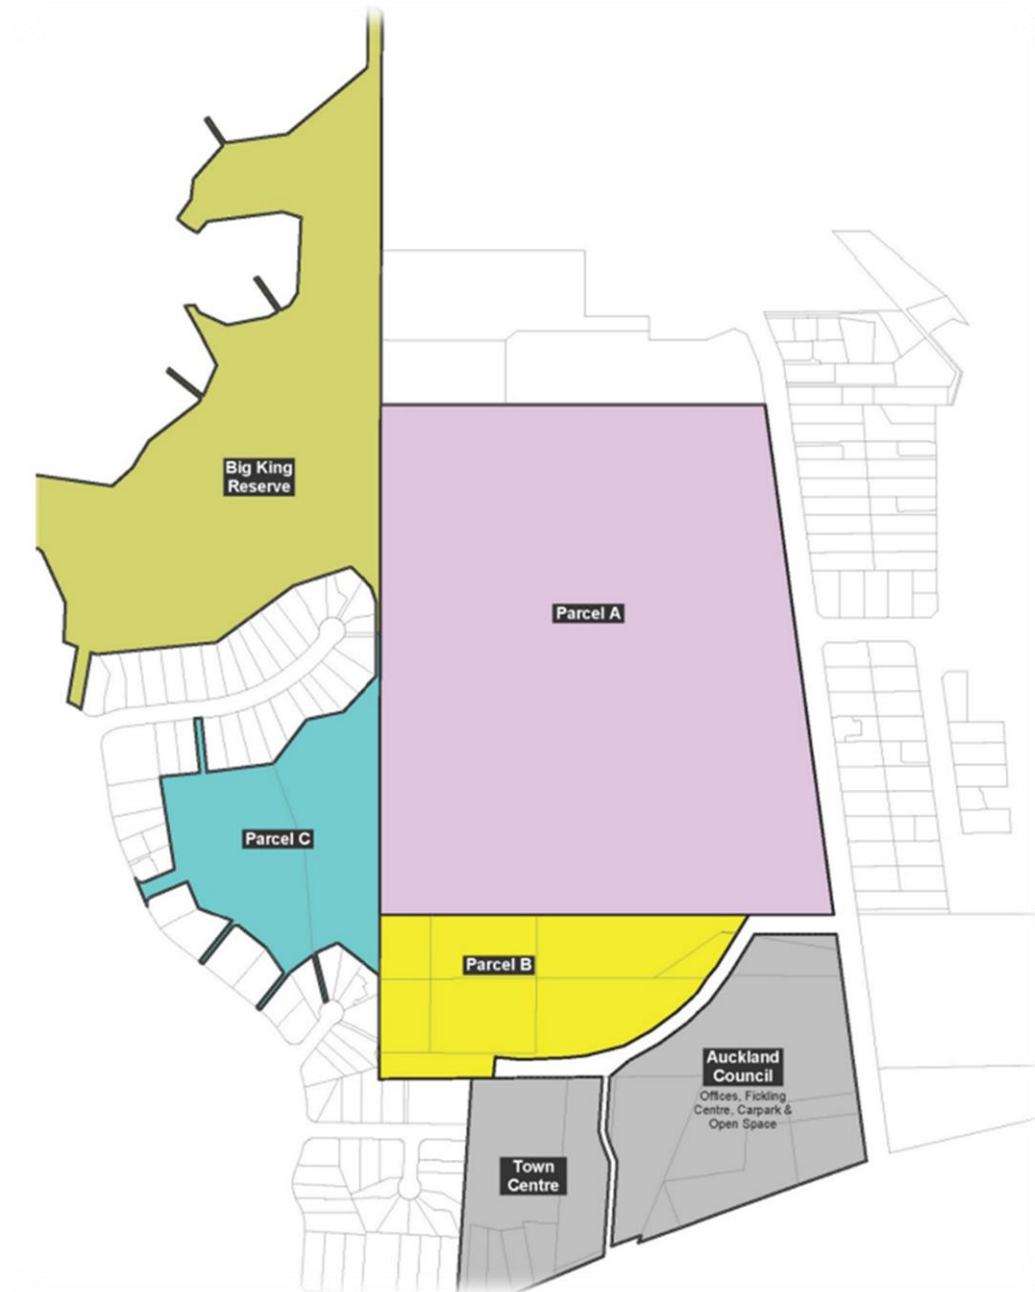 Big King
Reserve
Parcel A
Parcel C
Parcel B
Auckland
Council
Offices, Fickling
Centre, Carpark &
Open Space
Town
Centre